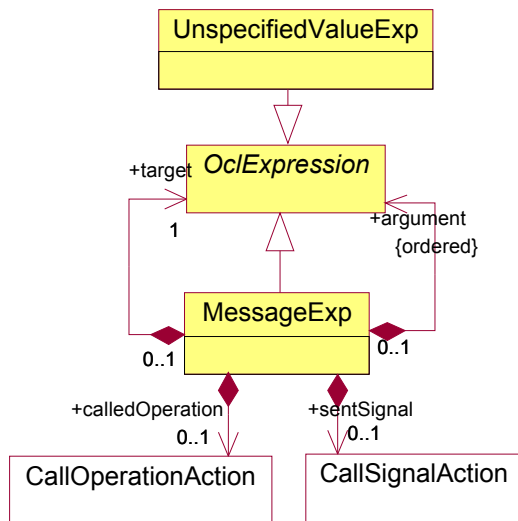 UnspecifiedValueExp
OclExpression
+target
1
+argument
{ordered}
MessageExp
0..1
0..1
+calledOperation
0..1
+sentSignal
0..1
CallOperationAction
CallSignalAction